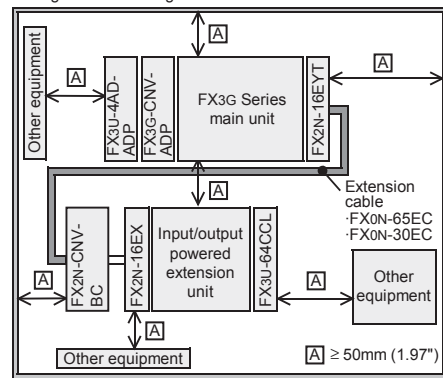 A
Other equipment
A
FX3U-4AD-
ADP
FX3G-CNV-
ADP
FX3G Series
main unit
FX2N-16EYT
A
A
Extension
cable
·FX0N-65EC
·FX0N-30EC
A
FX2N-CNV-
BC
FX2N-16EX
Input/output
powered
extension
unit
FX3U-64CCL
A
Other
equipment
A
Other equipment
A ≥ 50mm (1.97")